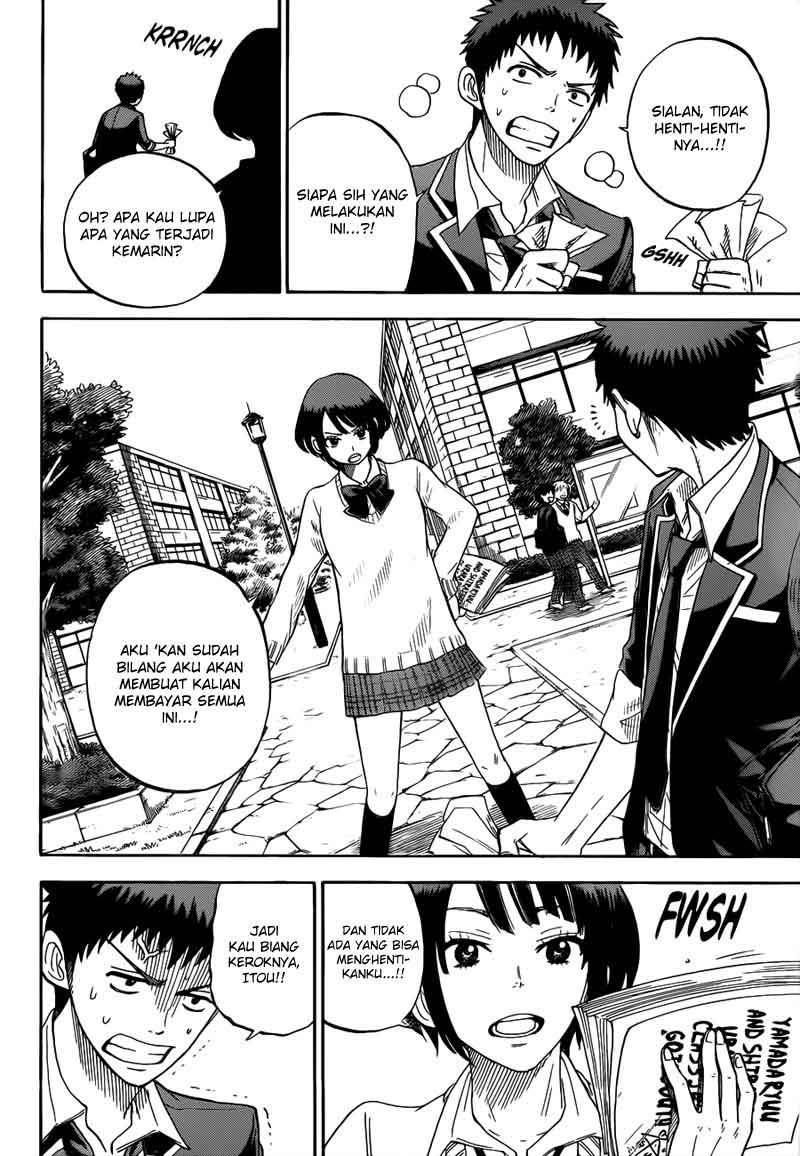 SIALAN, TIDAK
HENTI-HENTI-
NYA...!!
SIAPA SIH YANG
MELAKUKAN
INI...?!
GSHH
KRRNCH
OH? APA KAU LUPA
APA YANG TERJADI
KEMARIN?
AKU 'KAN SUDAH
BILANG AKU AKAN
MEMBUAT KALIAN
MEMBAYAR SEMUA
INI...!
FWSH
DAN TIDAK
ADA YANG BISA
MENGHENTI-
KANKU...!!
YAMADA RYUU
AND SHIRA
JADI
KAU BIANG
KEROKNYA,
ITOU!!